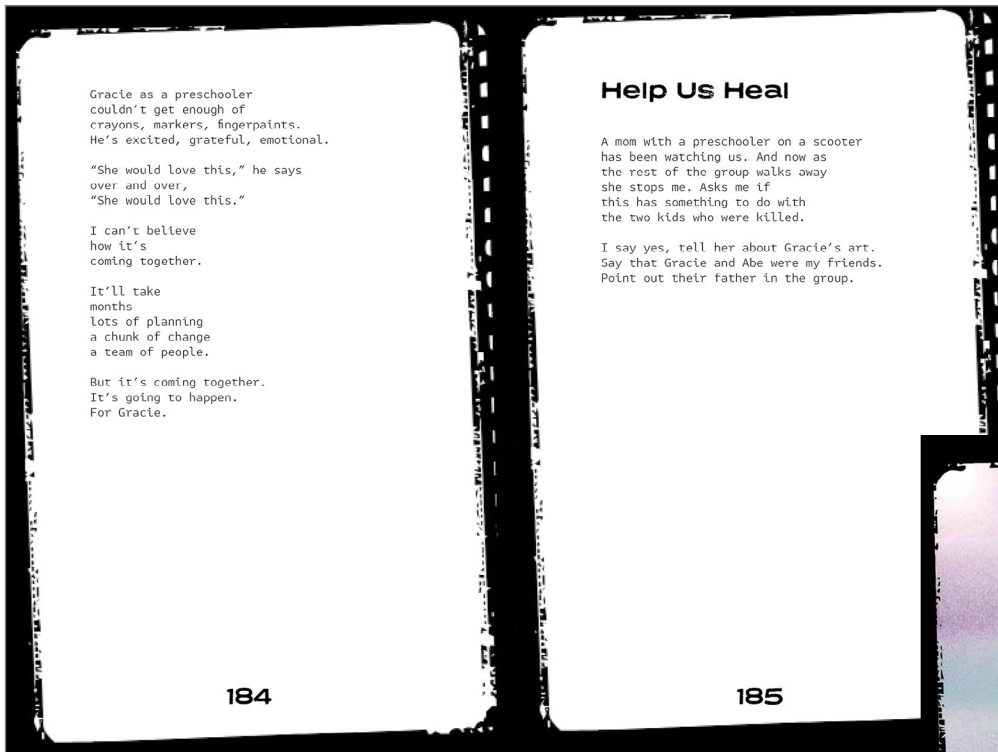 Gracie as a preschooler
couldn’t get enough of
crayons, markers, fingerpaints.
He’s excited, grateful, emotional.
“She would love this,” he says
over and over,
“She would love this.”
I can’t believe
how it’s
coming together.
It’ll take
months
lots of planning
a chunk of change
a team of people.
But it’s coming together.
It’s going to happen.
For Gracie.
184
Help Us Heal
A mom with a preschooler on a scooter
has been watching us. And now as
the rest of the group walks away
she stops me. Asks me if
this has something to do with
the two kids who were killed.
I say yes, tell her about Gracie’s art.
Say that Gracie and Abe were my friends.
Point out their father in the group.
185